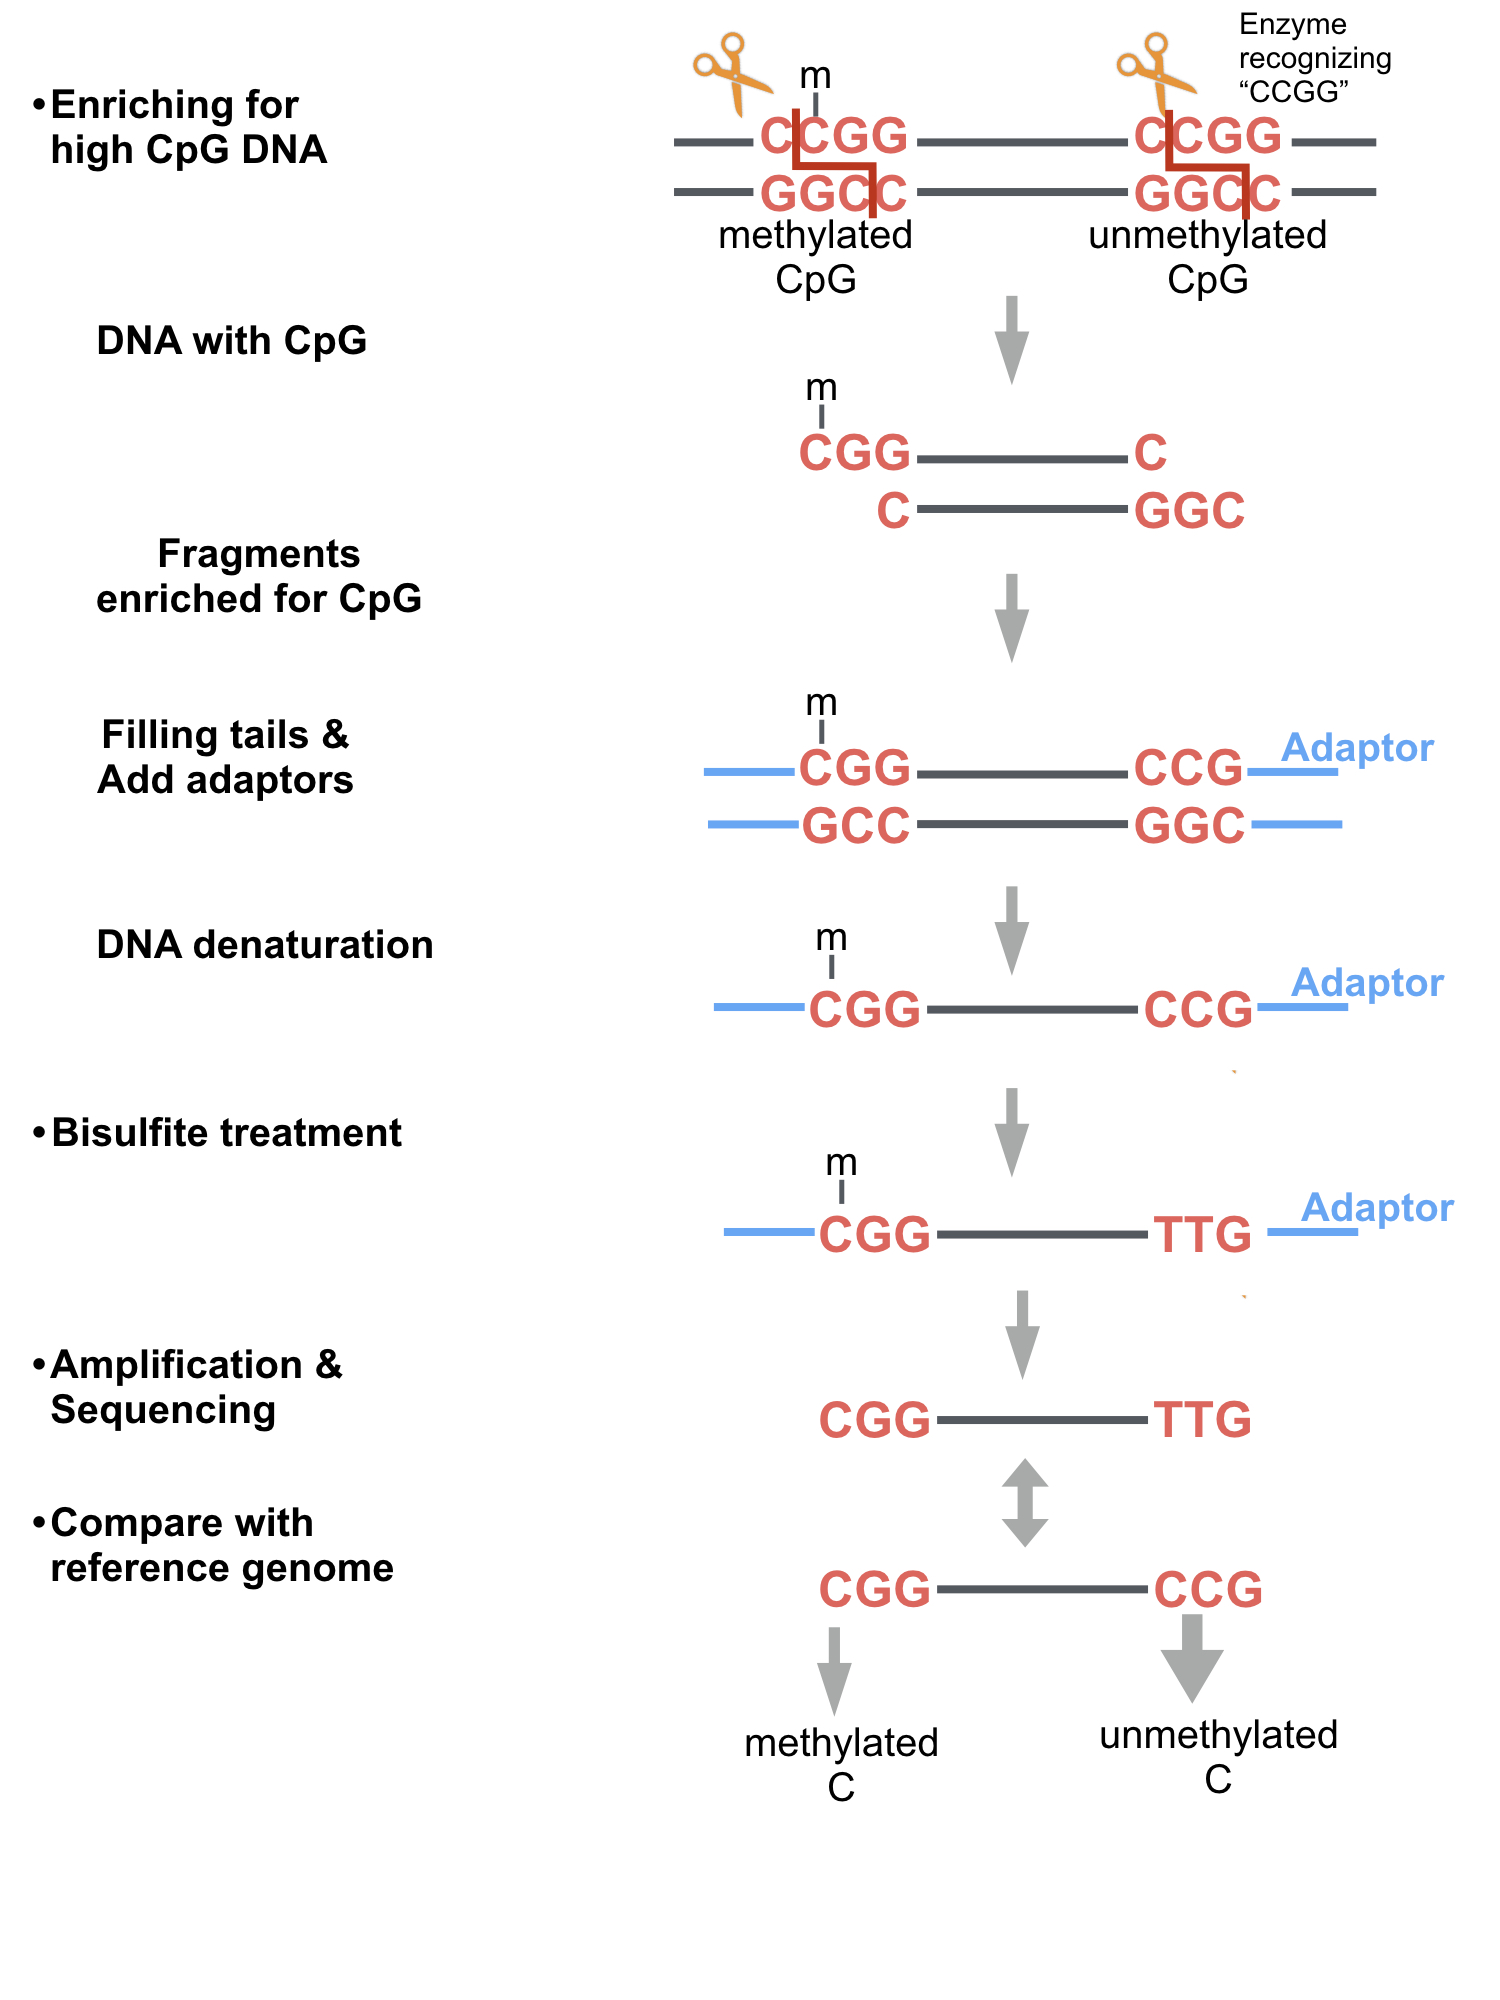 Enzyme
recognizing
“CCGG”
•Enriching for
high CpG DNA
m
CCGG CCGG
GGCC GGCC
methylated
CpG
unmethylated
CpG
DNA with CpG
m
CGG C
C GGC
Fragments
enriched for CpG
Filling tails &
Add adaptors
m
CGG CCG Adaptor
GCC GGC
DNA denaturation
m
CGG CCG Adaptor
•Bisulfite treatment
m
CGG TTG Adaptor
•Amplification &
Sequencing
CGG TTG
•Compare with
reference genome
CGG CCG
methylated
C
unmethylated
C